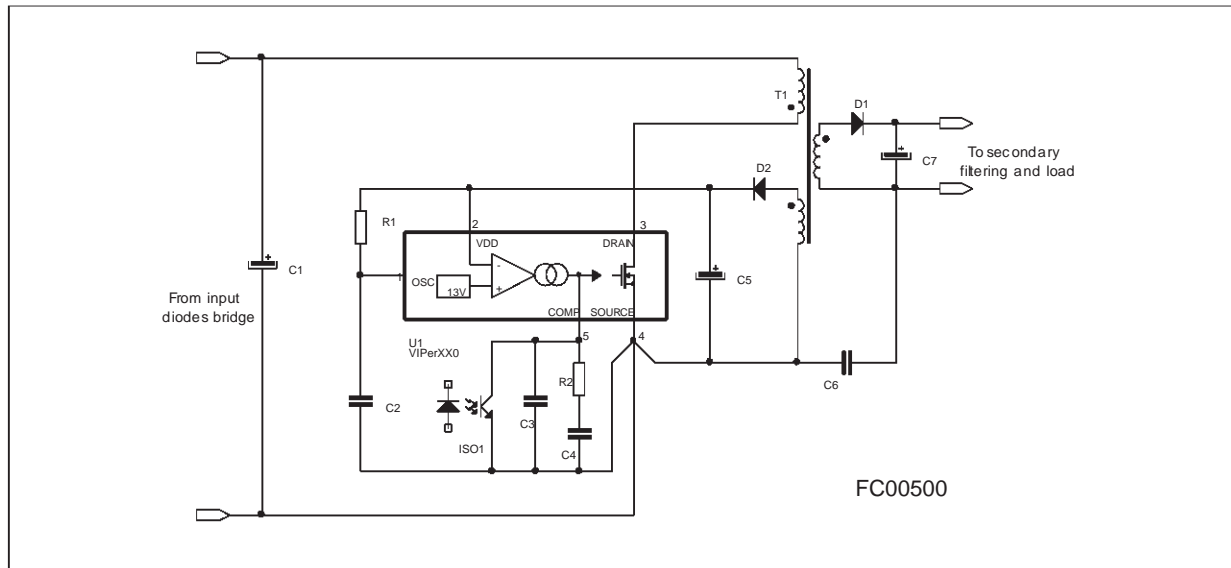 T1
D1
C7
To secondary
filtering and load
D2
R1
2
3
VDD
DRAIN
C1
1
OSC
13V
-
+
C5
From input
diodes bridge
COMP
SOURCE
5
4
U1
VIPerXX0
R2
C6
C2
C3
ISO1
C4
FC00500